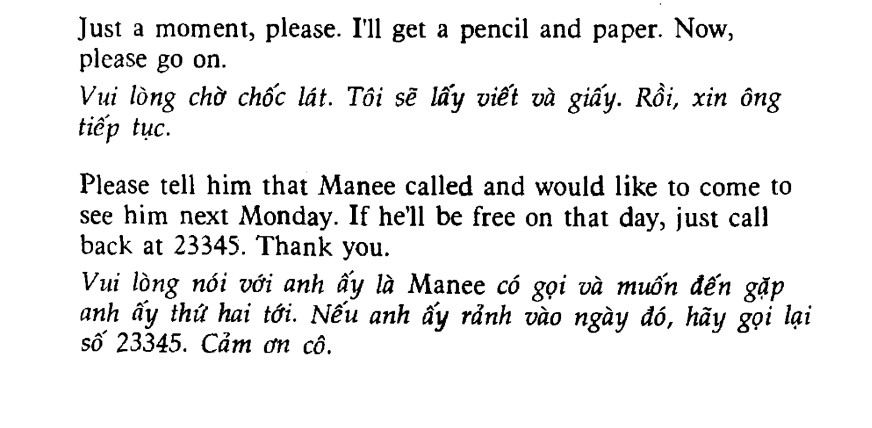 Just a moment, please. I'll get a pencil and paper. Now,
please go on.
Vui lòng chờ chốc lát. Tôi sẽ lấy viết và giấy. Rồi, xin ông
tiếp tục.
Please tell him that Manee called and would like to come to
see him next Monday. If he'll be free on that day, just call
back at 23345. Thank you.
Vui lòng nói với anh ấy là Manee có gọi và muốn đến gặp
anh ấy thứ hai tới. Nếu anh ấy rảnh vào ngày đó, hãy gọi lại
số 23345. Cảm ơn cô.